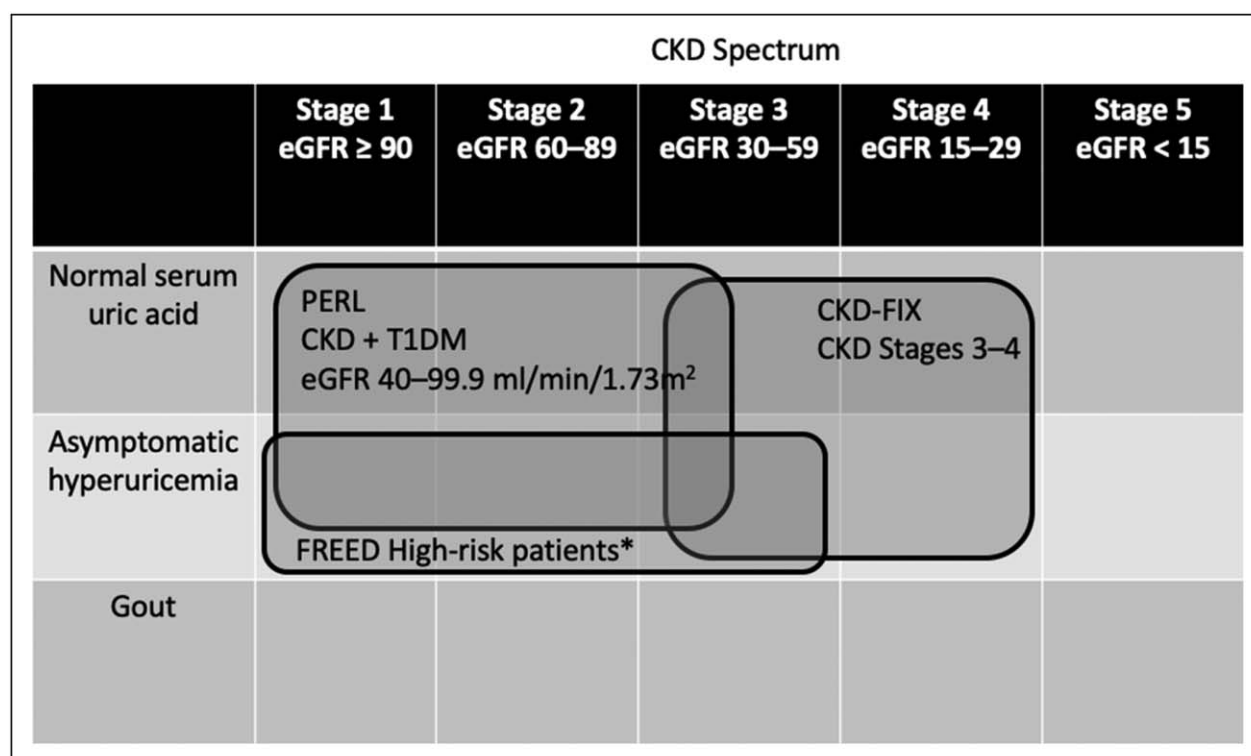 CKD Spectrum
Stage 1
eGFR ≥ 90
Stage 2
eGFR 60–89
Stage 3
eGFR 30–59
Stage 4
eGFR 15–29
Stage 5
eGFR < 15
Normal serum
uric acid
PERL
CKD + T1DM
eGFR 40–99.9 ml/min/1.73m²
CKD-FIX
CKD Stages 3–4
Asymptomatic
hyperuricemia
FREED High-risk patients*
Gout